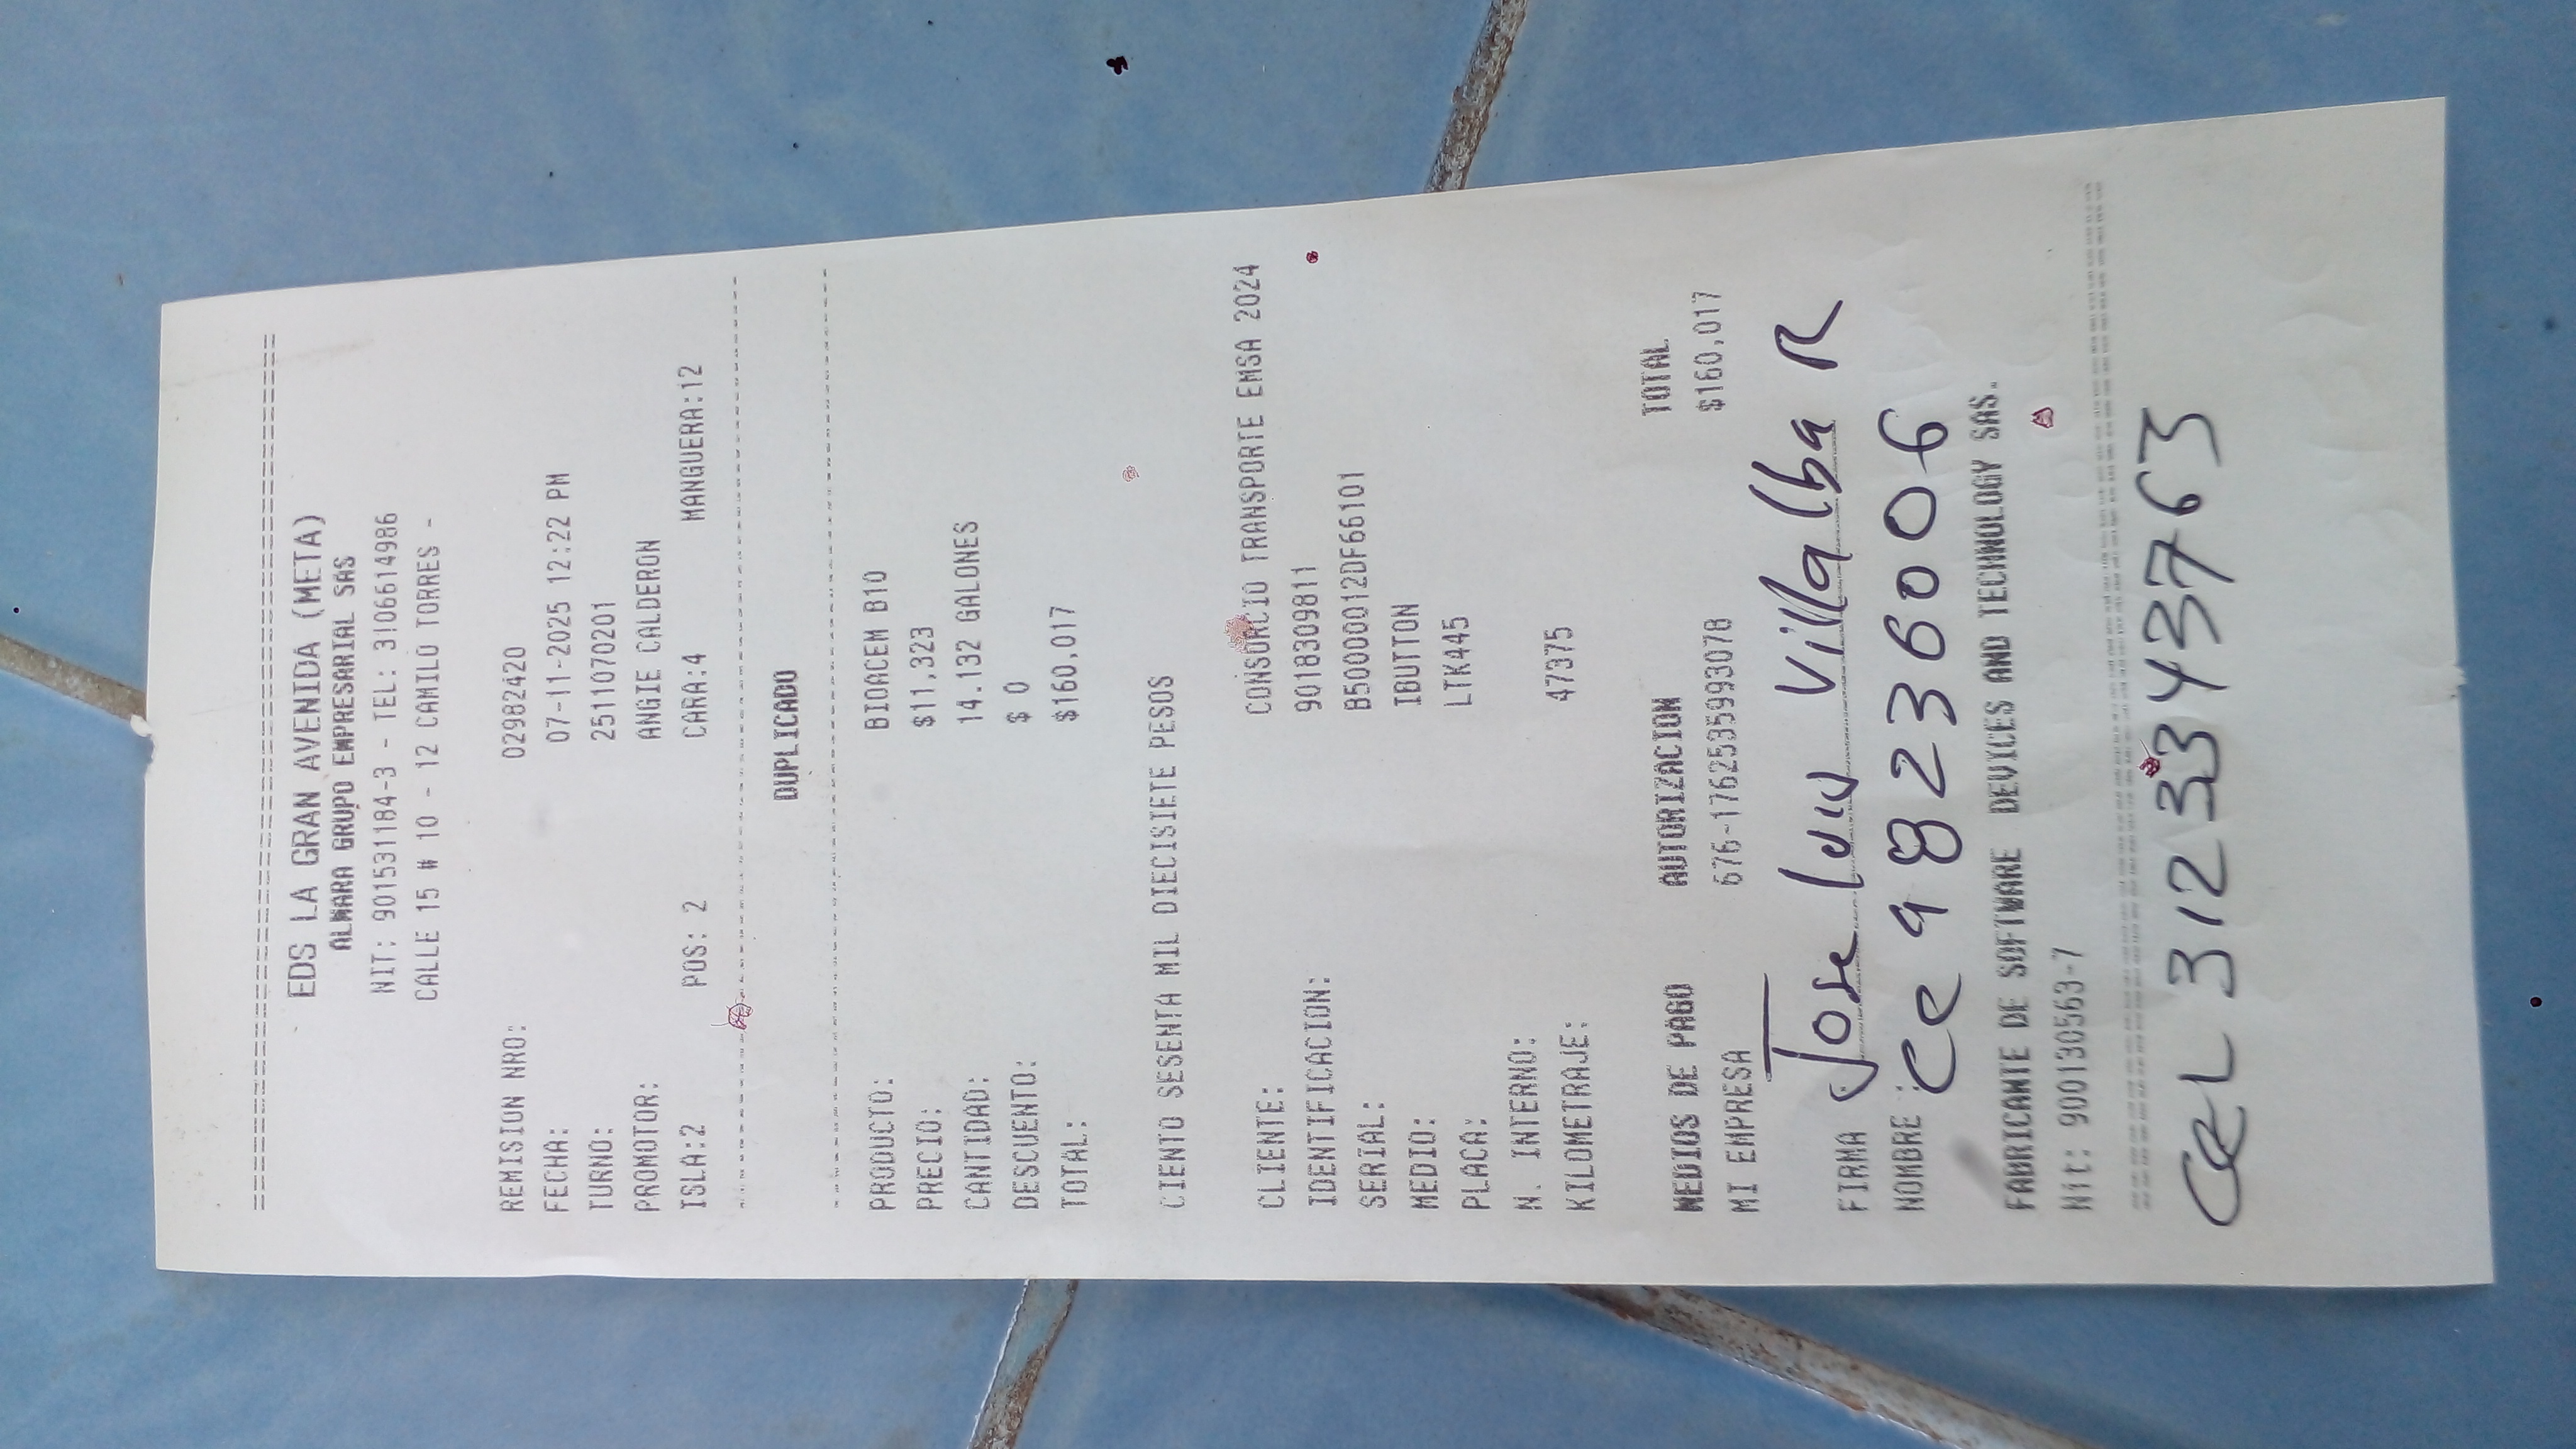 EDS LA GRAN AVENIDA (META)
ALMARA GRUPO EMPRESARIAL SAS
NIT: 901531184-3 - TEL: 3106614986
CALLE 15 # 10 - 12 CAMILO TORRES -
REMISION NRO: 02982420
FECHA: 07-11-2025 12:22 PM
TURNO: 2511070201
PROMOTOR: ANGIE CALDERON
ISLA:2 POS: 2 CARA:4 MANGUERA:12
DUPLICADO
PRODUCTO: BIOACEM B10
PRECIO: $11,323
CANTIDAD: 14.132 GALONES
DESCUENTO: $ 0
TOTAL: $160,017
CIENTO SESENTA MIL DIECISIETE PESOS
CLIENTE: CONSORCIO TRANSPORTE EMSA 2024
IDENTIFICACION: 9018309811
SERIAL: B50000012DF66101
MEDIO: IBUTTON
PLACA: LTK445
N. INTERNO:
KILOMETRAJE: 47375
MEDIOS DE PAGO AUTORIZACION TOTAL
MI EMPRESA 676-1762535993078 $160,017
FIRMA Jose luis Villalba R
NOMBRE : CC 98236006
FABRICANTE DE SOFTWARE DEVICES AND TECHNOLOGY SAS.
Nit: 900130563-7
CEL 3123343763